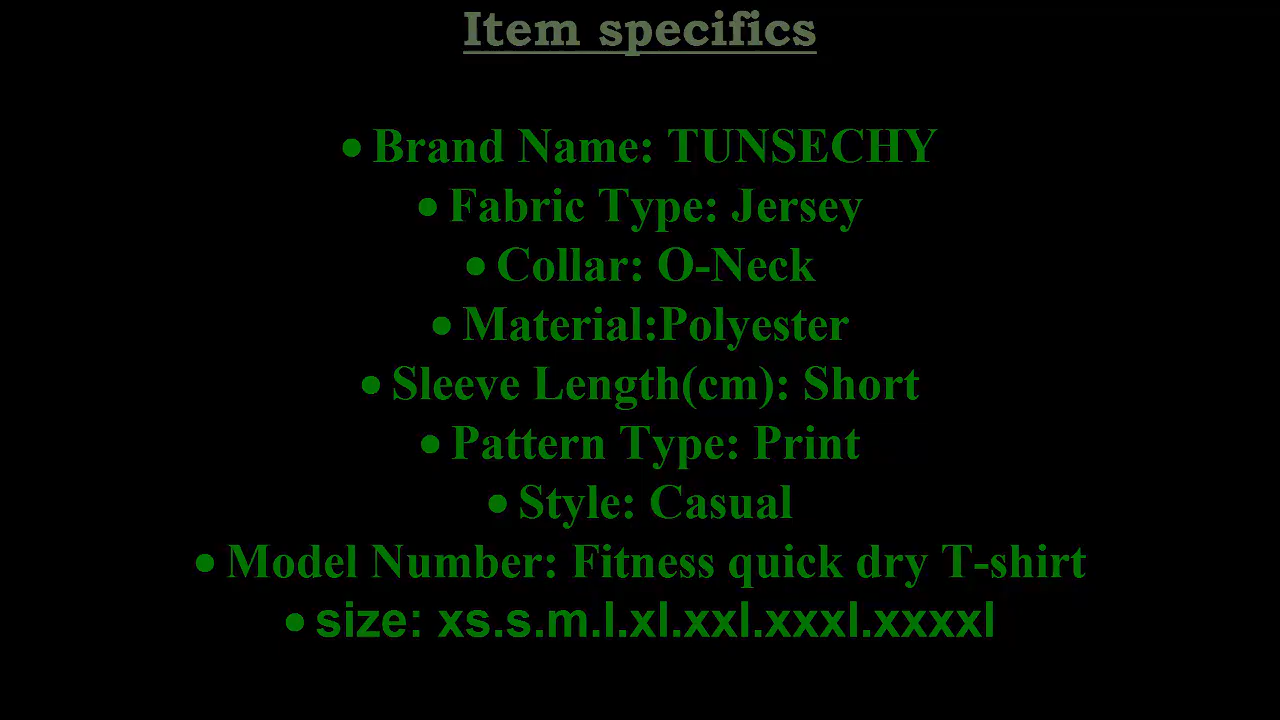 Item specifics
• Brand Name: TUNSECHY
• Fabric Type: Jersey
• Collar: O-Neck
• Material:Polyester
• Sleeve Length(cm): Short
• Pattern Type: Print
• Style: Casual
• Model Number: Fitness quick dry T-shirt
• size: xs.s.m.l.xl.xxl.xxxl.xxxxl